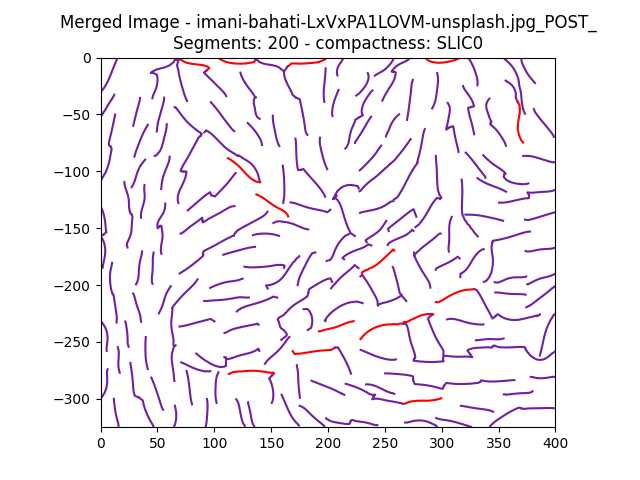 Merged Image - imani-bahati-LxVxPA1LOVM-unsplash.jpg_POST_
Segments: 200 - compactness: SLIC0
0
−50
−100
−150
−200
−250
−300
0 50 100 150 200 250 300 350 400